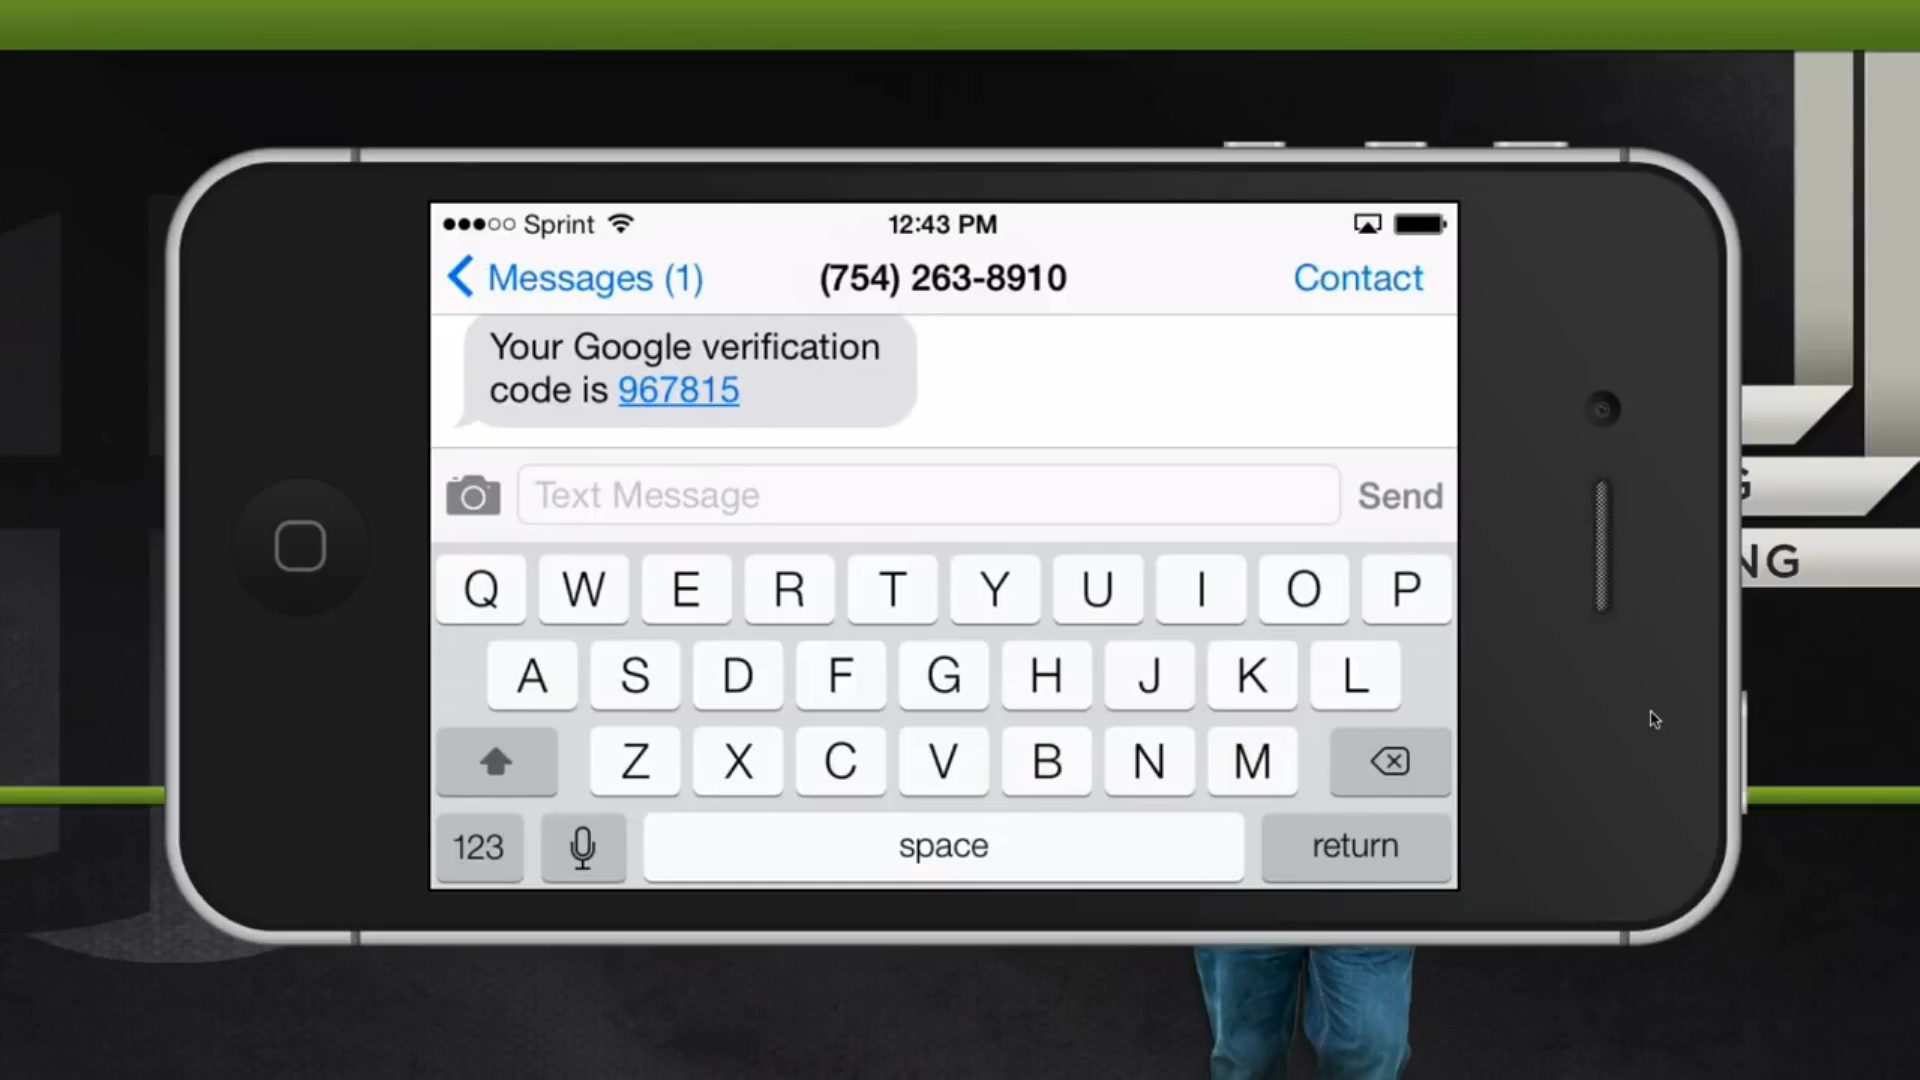 Sprint 12:43 PM
Messages (1) (754) 263-8910 Contact
Your Google verification
code is 967815
Text Message Send
Q W E R T Y U I O P
A S D F G H J K L
Z X C V B N M
123 space return
G
NG